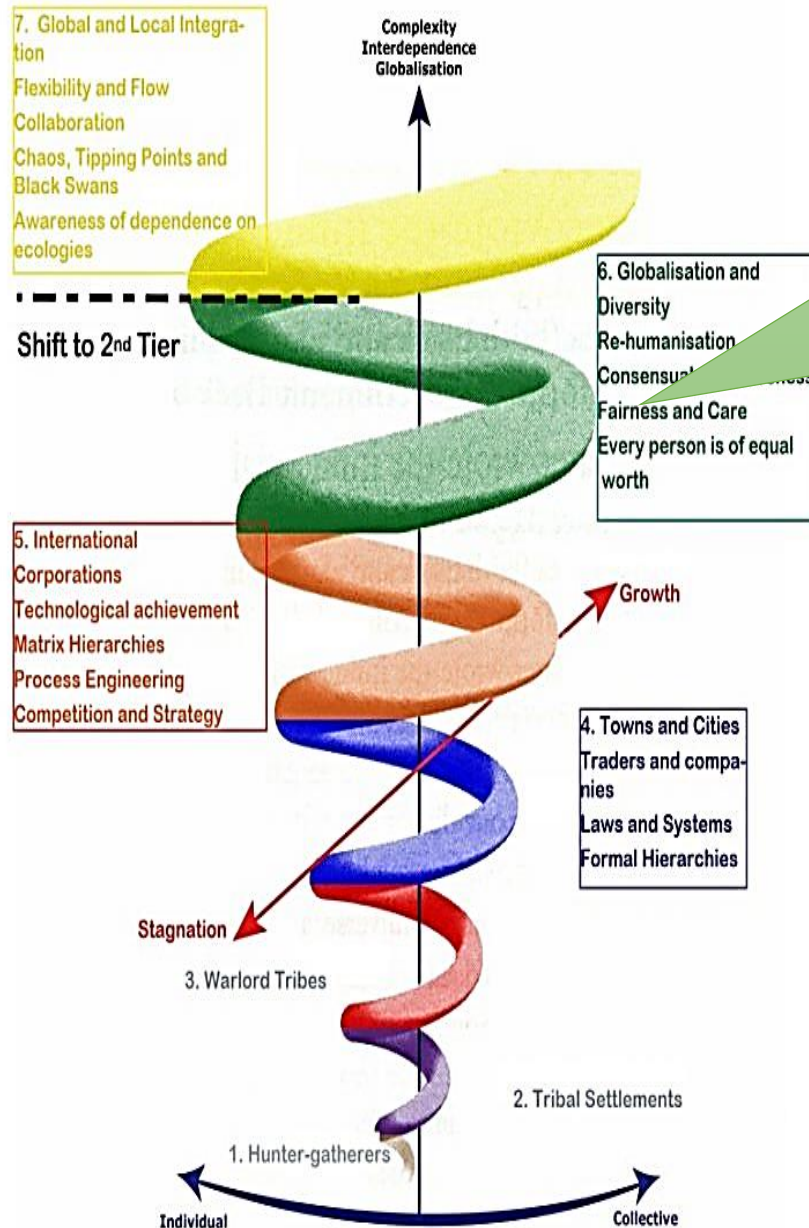 Complexity
Interdependence
Globalisation
7. Global and Local Integra-
tion
Flexibility and Flow
Collaboration
Chaos, Tipping Points and
Black Swans
Awareness of dependence on
ecologies
Shift to 2nd Tier
6. Globalisation and
Diversity
Re-humanisation
Fairness and Care
Every person is of equal
worth
5. International
Corporations
Technological achievement
Matrix Hierarchies
Process Engineering
Competition and Strategy
Growth
4. Towns and Cities
Traders and compa-
nies
Laws and Systems
Formal Hierarchies
Stagnation
3. Warlord Tribes
2. Tribal Settlements
1. Hunter-gatherers
Individual
Collective